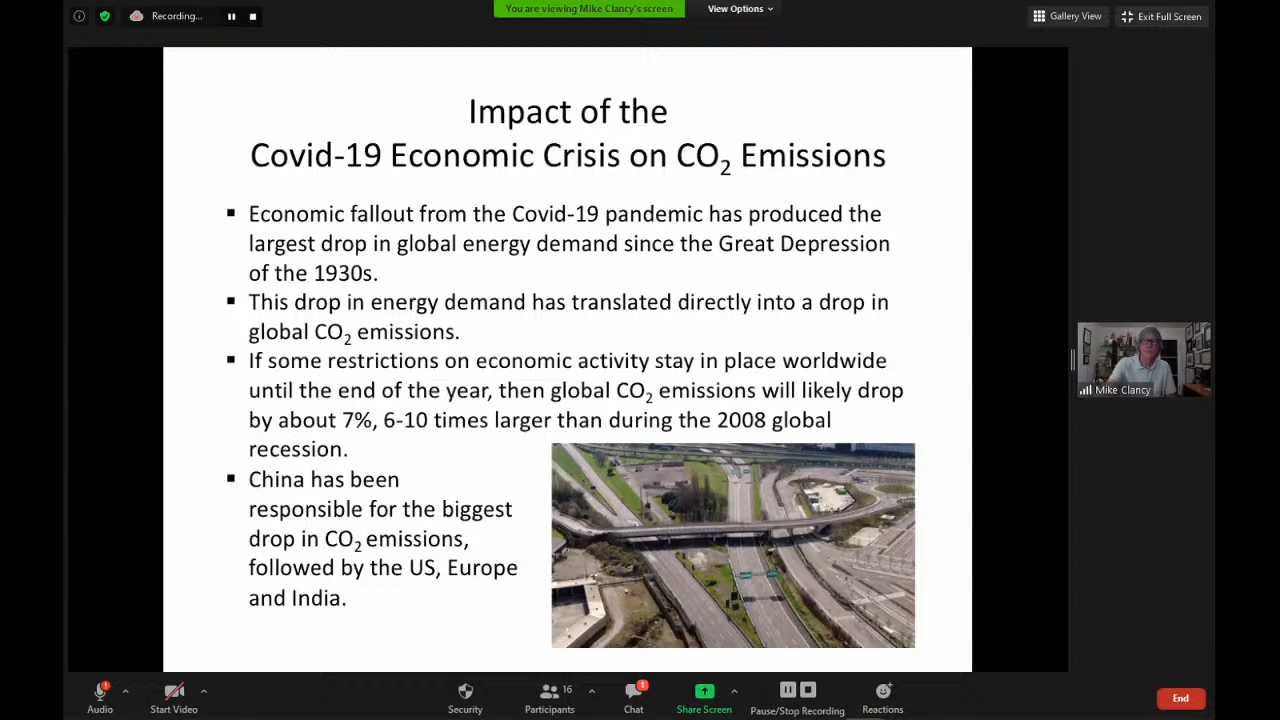 Recording...
You are viewing Mike Clancy's screen
View Options
Gallery View
Exit Full Screen
Impact of the
Covid-19 Economic Crisis on CO₂ Emissions
▪ Economic fallout from the Covid-19 pandemic has produced the
largest drop in global energy demand since the Great Depression
of the 1930s.
▪ This drop in energy demand has translated directly into a drop in
global CO₂ emissions.
▪ If some restrictions on economic activity stay in place worldwide
until the end of the year, then global CO₂ emissions will likely drop
by about 7%, 6-10 times larger than during the 2008 global
recession.
▪ China has been
responsible for the biggest
drop in CO₂ emissions,
followed by the US, Europe
and India.
Mike Clancy
Audio
Start Video
Security
16
Participants
1
Chat
Share Screen
Pause/Stop Recording
Reactions
End